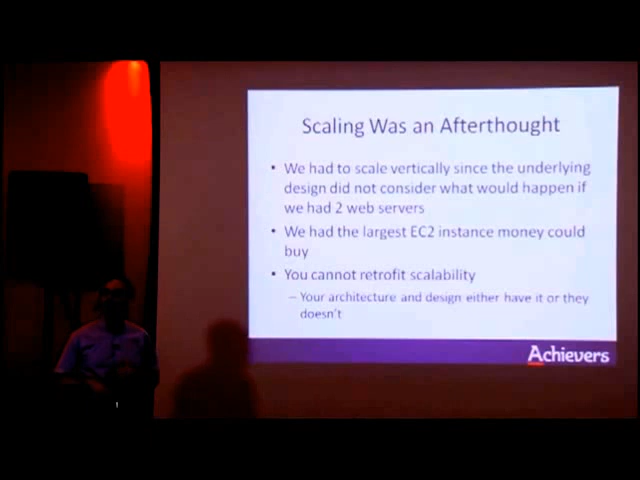 Scaling Was an Afterthought
• We had to scale vertically since the underlying
design did not consider what would happen if
we had 2 web servers
• We had the largest EC2 instance money could
buy
• You cannot retrofit scalability
– Your architecture and design either have it or they
doesn't
Achievers